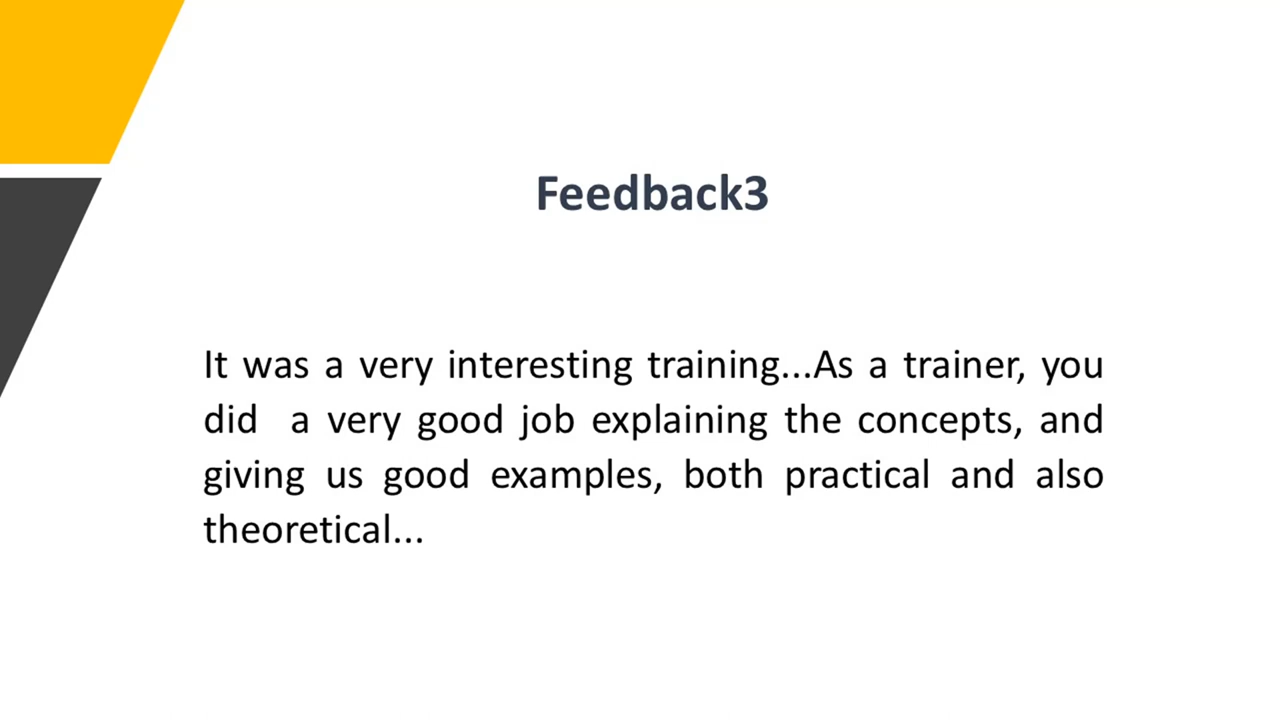 Feedback3
It was a very interesting training...As a trainer, you
did  a very good job explaining the concepts, and
giving us good examples, both practical and also
theoretical...